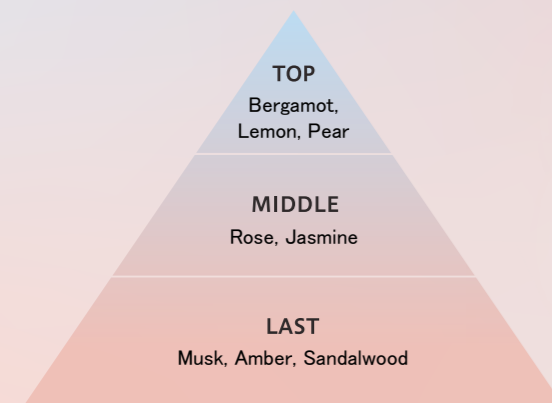 TOP
Bergamot,
Lemon, Pear
MIDDLE
Rose, Jasmine
LAST
Musk, Amber, Sandalwood